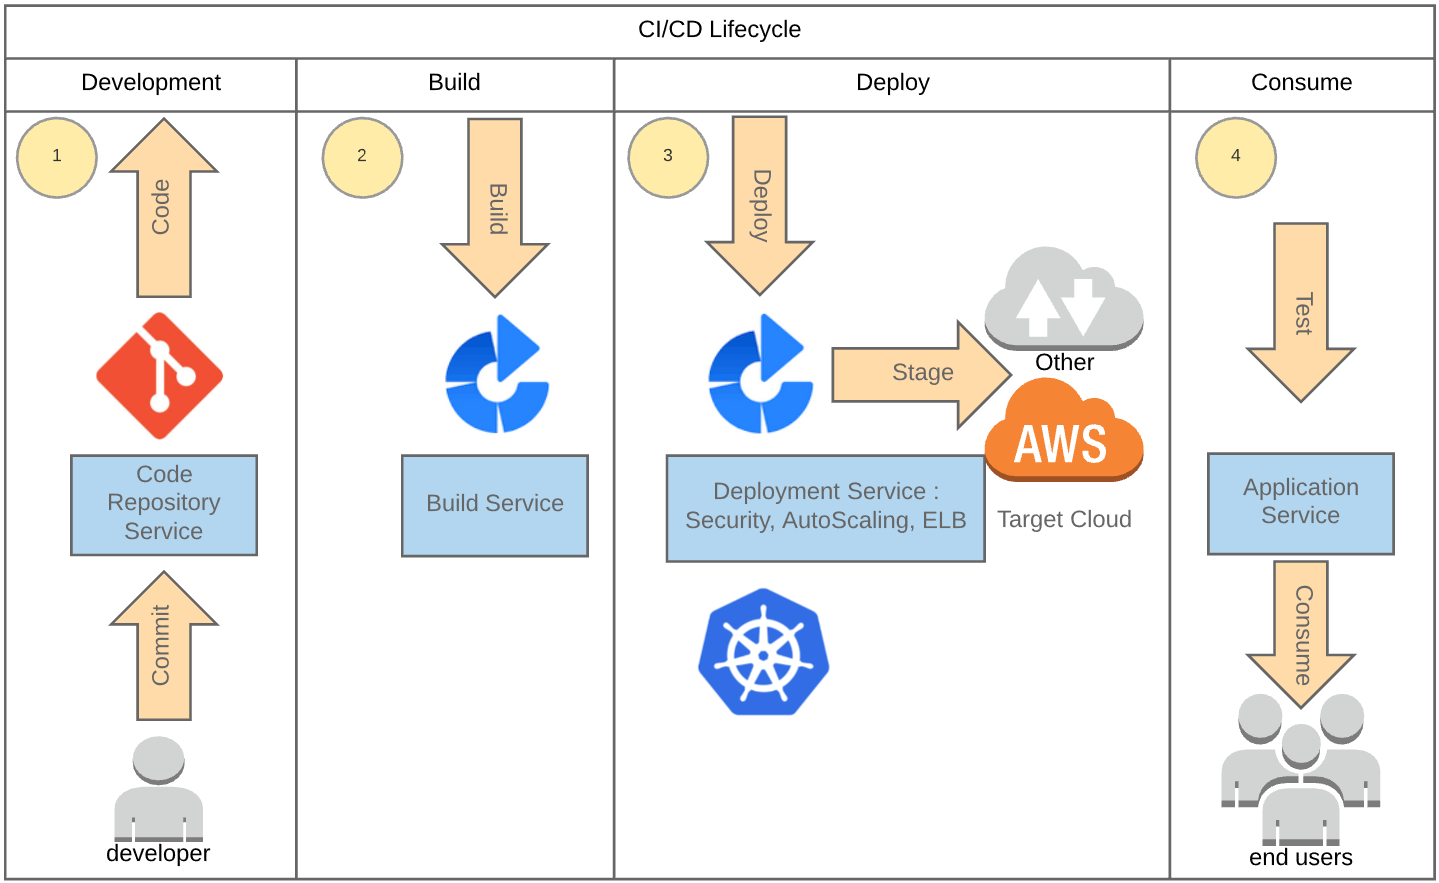 CI/CD Lifecycle
Development
Build
Deploy
Consume
1
Code
Code
Repository
Service
Commit
developer
2
Build
Build Service
3
Deploy
Stage
Other
AWS
Deployment Service :
Security, AutoScaling, ELB
Target Cloud
4
Test
Application
Service
Consume
end users